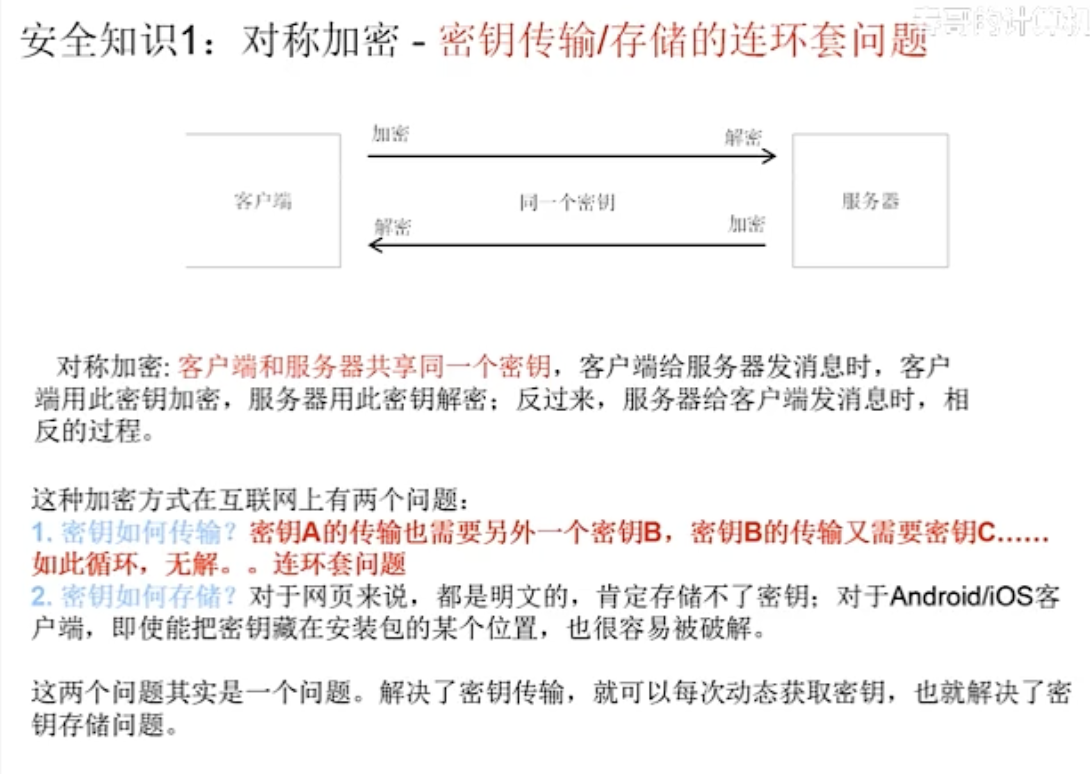 安全知识1：对称加密 - 密钥传输/存储的连环套问题
哥的计算机
加密
解密
客户端
同一个密钥
服务器
解密
加密
对称加密: 客户端和服务器共享同一个密钥，客户端给服务器发消息时，客户
端用此密钥加密，服务器用此密钥解密；反过来，服务器给客户端发消息时，相
反的过程。
这种加密方式在互联网上有两个问题：
1. 密钥如何传输？密钥A的传输也需要另外一个密钥B，密钥B的传输又需要密钥C……
如此循环，无解。。连环套问题
2. 密钥如何存储？对于网页来说，都是明文的，肯定存储不了密钥；对于Android/iOS客
户端，即使能把密钥藏在安装包的某个位置，也很容易被破解。
这两个问题其实是一个问题。解决了密钥传输，就可以每次动态获取密钥，也就解决了密
钥存储问题。